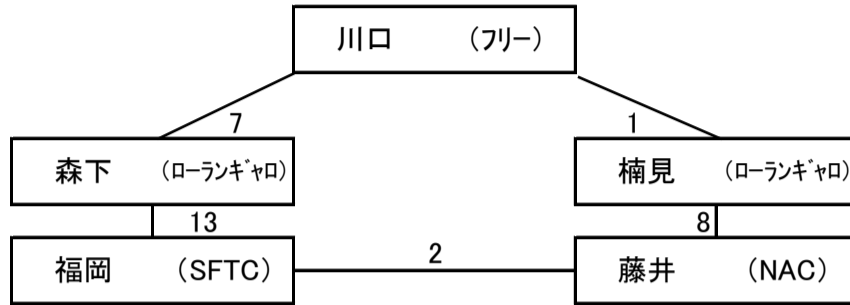 川口 （フリー）
7 1
森下 （ローランギャロ） 楠見 （ローランギャロ）
13 8
福岡 （SFTC） 2 藤井 （NAC）